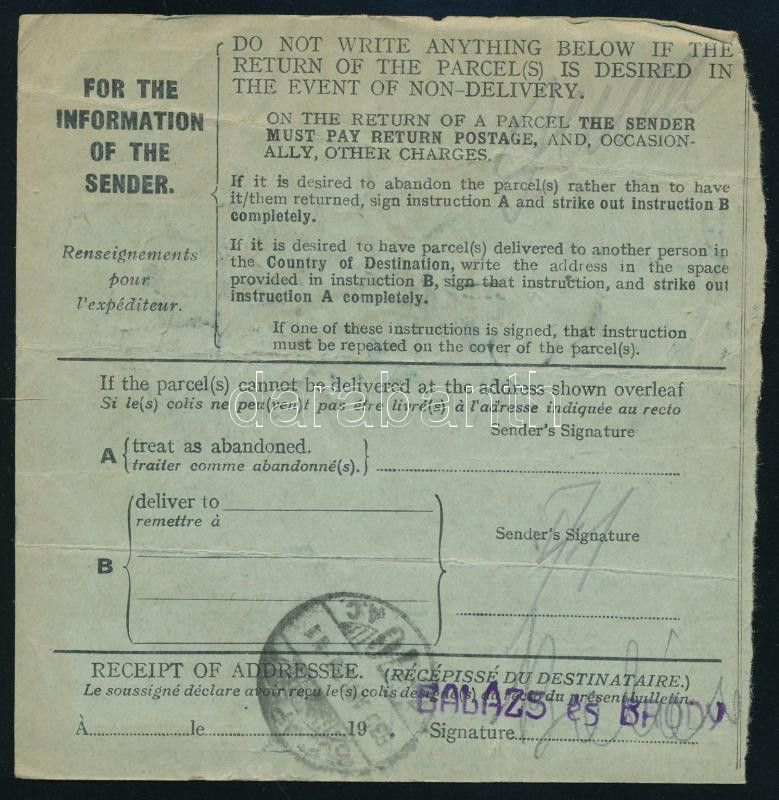 FOR THE
INFORMATION
OF THE
SENDER.
Renseignements
pour
l'expéditeur.
DO NOT WRITE ANYTHING BELOW IF THE
RETURN OF THE PARCEL(S) IS DESIRED IN
THE EVENT OF NON-DELIVERY.
ON THE RETURN OF A PARCEL THE SENDER
MUST PAY RETURN POSTAGE, AND, OCCASION-
ALLY, OTHER CHARGES.
If it is desired to abandon the parcel(s) rather than to have
it/them returned, sign instruction A and strike out instruction B
completely.
If it is desired to have parcel(s) delivered to another person in
the Country of Destination, write the address in the space
provided in instruction B, sign that instruction, and strike out
instruction A completely.
If one of these instructions is signed, that instruction
must be repeated on the cover of the parcel(s).
If the parcel(s) cannot be delivered at the address shown overleaf
Si le(s) colis ne peu(ven)t pas être livré(s) à l'adresse indiquée au recto
darabanth
Sender's Signature
A treat as abandoned.
traiter comme abandonné(s).
deliver to
remettre à
Sender's Signature
B
RECEIPT OF ADDRESSEE. (RÉCÉPISSÉ DU DESTINATAIRE.)
Le soussigné déclare avoir reçu le(s) colis désigné(s) au recto du présent bulletin.
BALÁZS és BRÓDY
À le 19 . Signature